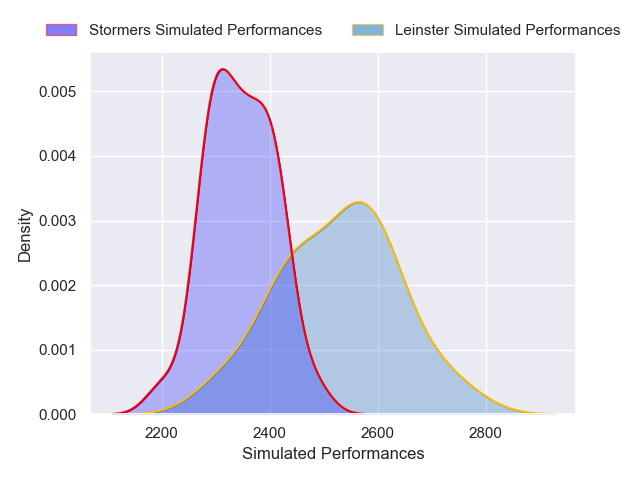 Stormers Simulated Performances Leinster Simulated Performances
0.005
0.004
0.003
0.002
0.001
0.000
Density
2200 2400 2600 2800
Simulated Performances